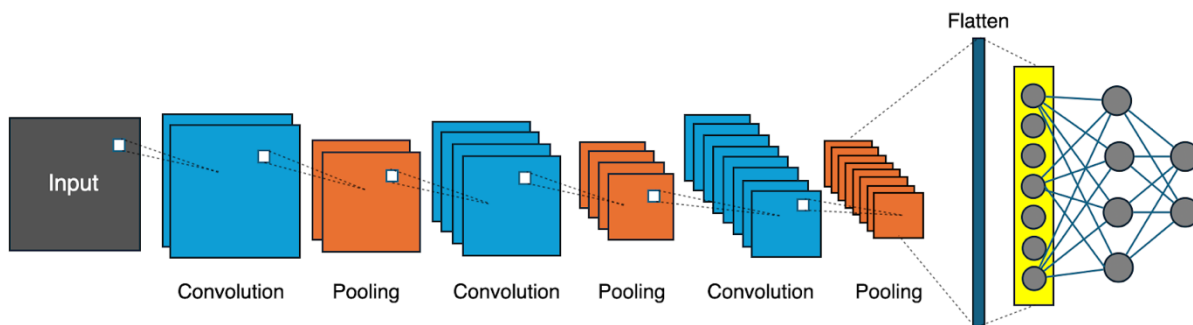 Flatten
Input
Convolution
Pooling
Convolution
Pooling
Convolution
Pooling